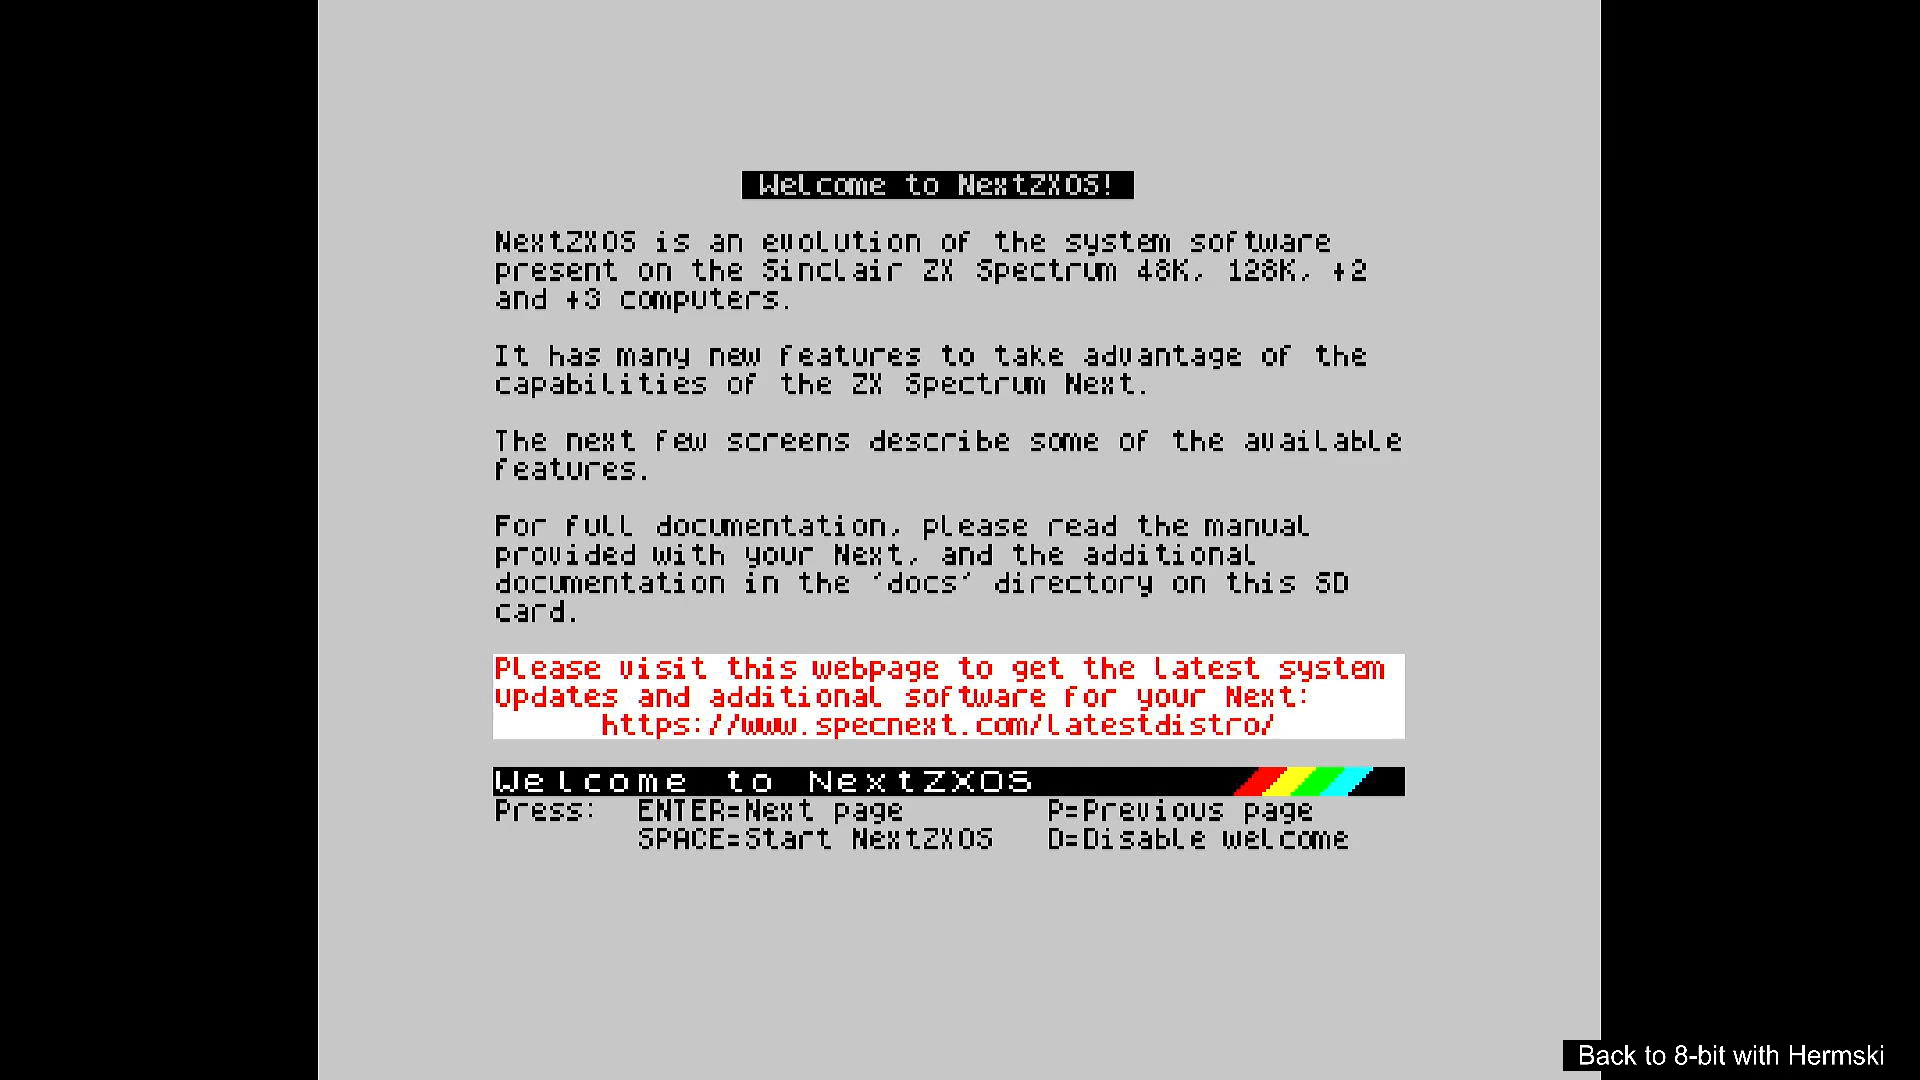 Welcome to NextZXOS!
NextZXOS is an evolution of the system software
present on the Sinclair ZX Spectrum 48K, 128K, +2
and +3 computers.
It has many new features to take advantage of the
capabilities of the ZX Spectrum Next.
The next few screens describe some of the available
features.
For full documentation, please read the manual
provided with your Next, and the additional
documentation in the 'docs' directory on this SD
card.
Please visit this webpage to get the latest system
updates and additional software for your Next:
https://www.specnext.com/latestdistro/
Welcome to NextZXOS
Press: ENTER=Next page P=Previous page
SPACE=Start NextZXOS D=Disable welcome
Back to 8-bit with Hermski